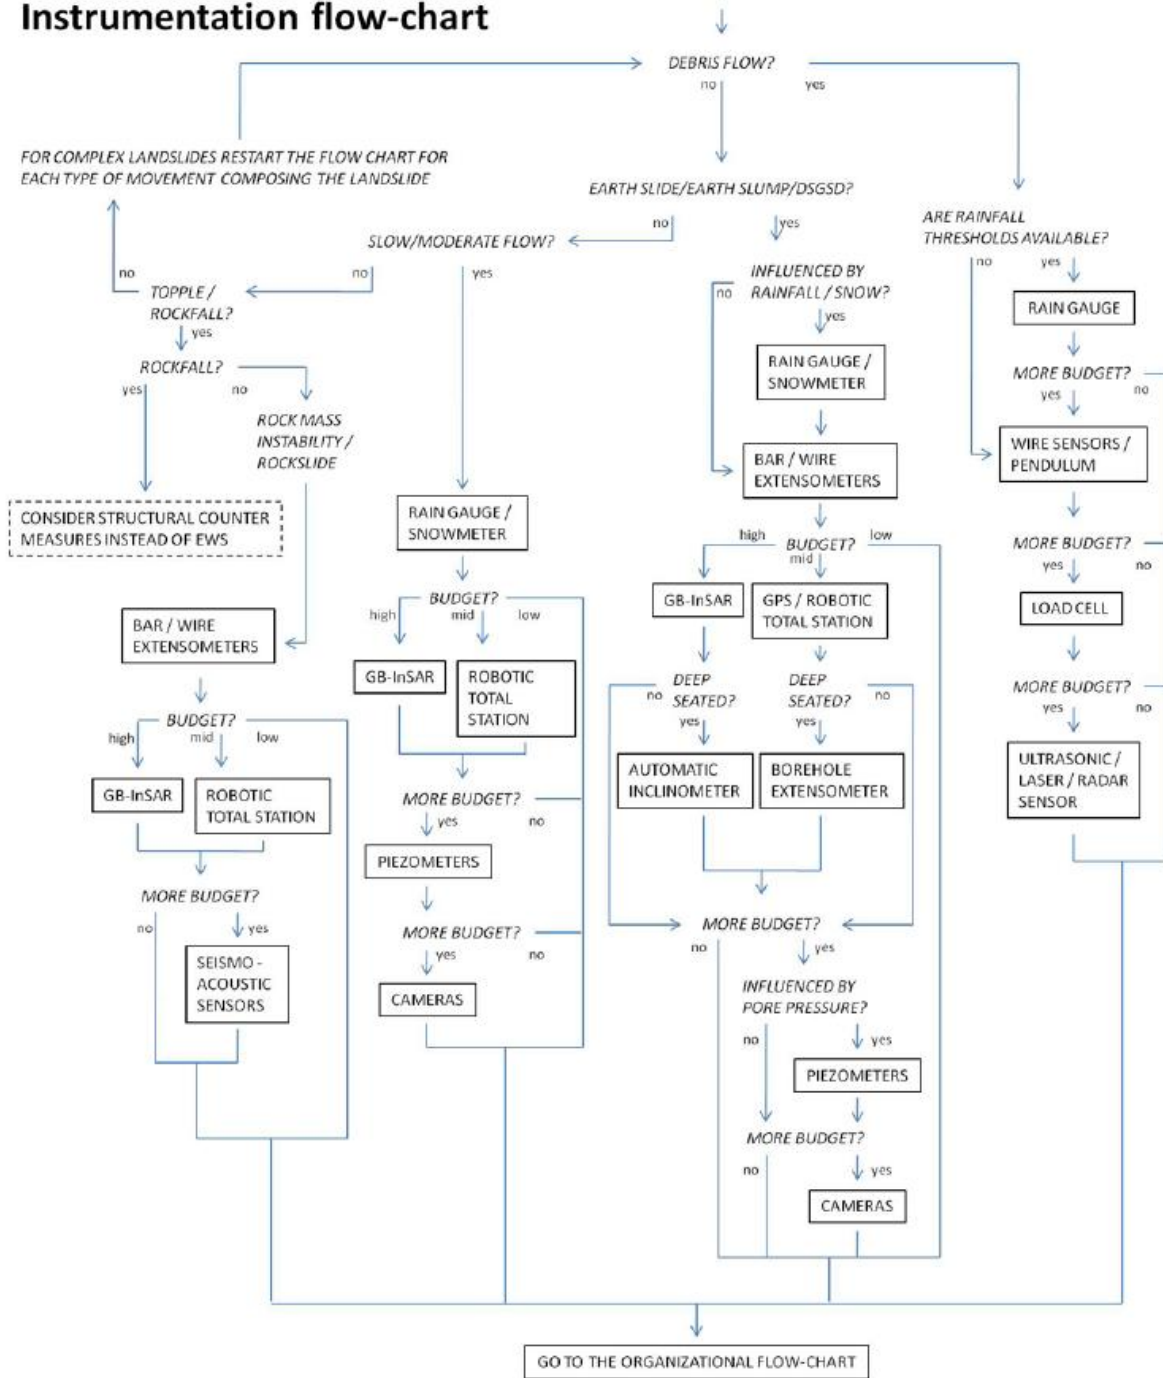 Instrumentation flow-chart
DEBRIS FLOW?
no
yes
FOR COMPLEX LANDSLIDES RESTART THE FLOW CHART FOR
EACH TYPE OF MOVEMENT COMPOSING THE LANDSLIDE
EARTH SLIDE/EARTH SLUMP/DSGSD?
no
yes
SLOW/MODERATE FLOW?
no
yes
TOPPLE /
ROCKFALL?
no
yes
ROCKFALL?
yes
no
ROCK MASS
INSTABILITY /
ROCKSLIDE
CONSIDER STRUCTURAL COUNTER
MEASURES INSTEAD OF EWS
BAR / WIRE
EXTENSOMETERS
BUDGET?
high
mid
low
GB-InSAR
ROBOTIC
TOTAL STATION
MORE BUDGET?
no
yes
SEISMO -
ACOUSTIC
SENSORS
RAIN GAUGE /
SNOWMETER
BUDGET?
high
mid
low
GB-InSAR
ROBOTIC
TOTAL
STATION
MORE BUDGET?
yes
no
PIEZOMETERS
MORE BUDGET?
yes
no
CAMERAS
INFLUENCED BY
RAINFALL / SNOW?
no
yes
RAIN GAUGE /
SNOWMETER
BAR / WIRE
EXTENSOMETERS
BUDGET?
high
mid
low
GB-InSAR
GPS / ROBOTIC
TOTAL STATION
DEEP
SEATED?
no
yes
DEEP
SEATED?
no
yes
AUTOMATIC
INCLINOMETER
BOREHOLE
EXTENSOMETER
MORE BUDGET?
no
yes
INFLUENCED BY
PORE PRESSURE?
no
yes
PIEZOMETERS
MORE BUDGET?
no
yes
CAMERAS
ARE RAINFALL
THRESHOLDS AVAILABLE?
no
yes
RAIN GAUGE
MORE BUDGET?
yes
no
WIRE SENSORS /
PENDULUM
MORE BUDGET?
yes
no
LOAD CELL
MORE BUDGET?
yes
no
ULTRASONIC /
LASER / RADAR
SENSOR
GO TO THE ORGANIZATIONAL FLOW-CHART